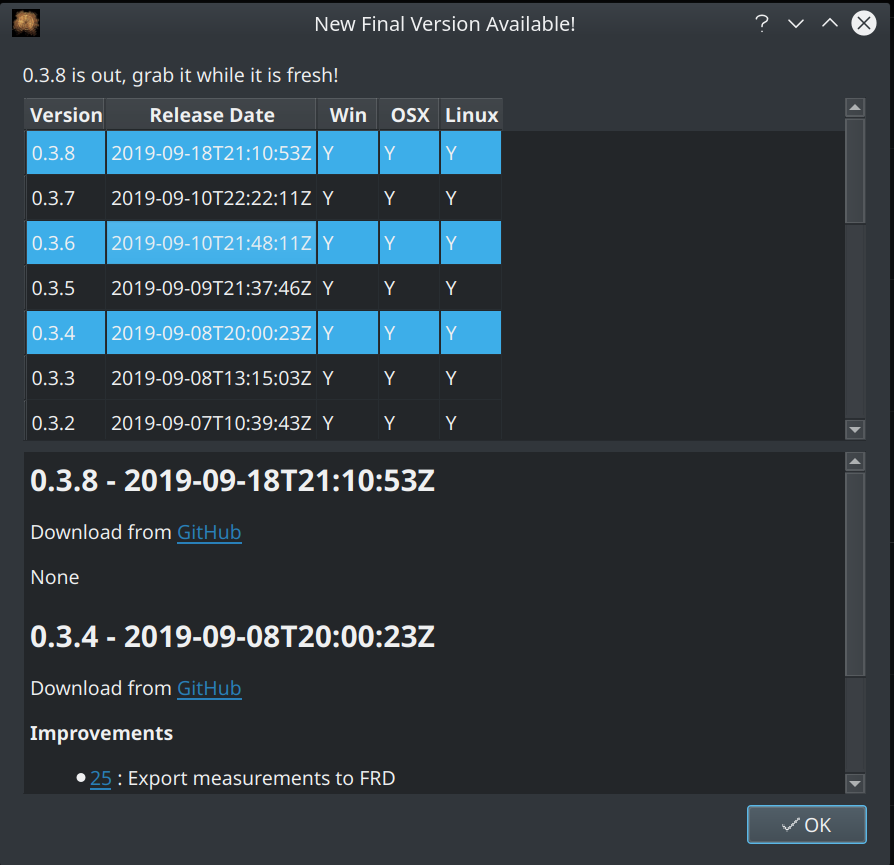 New Final Version Available!
0.3.8 is out, grab it while it is fresh!
Version Release Date Win OSX Linux
0.3.8 2019-09-18T21:10:53Z Y Y Y
0.3.7 2019-09-10T22:22:11Z Y Y Y
0.3.6 2019-09-10T21:48:11Z Y Y Y
0.3.5 2019-09-09T21:37:46Z Y Y Y
0.3.4 2019-09-08T20:00:23Z Y Y Y
0.3.3 2019-09-08T13:15:03Z Y Y Y
0.3.2 2019-09-07T10:39:43Z Y Y Y
0.3.8 - 2019-09-18T21:10:53Z
Download from GitHub
None
0.3.4 - 2019-09-08T20:00:23Z
Download from GitHub
Improvements
● 25 : Export measurements to FRD
OK